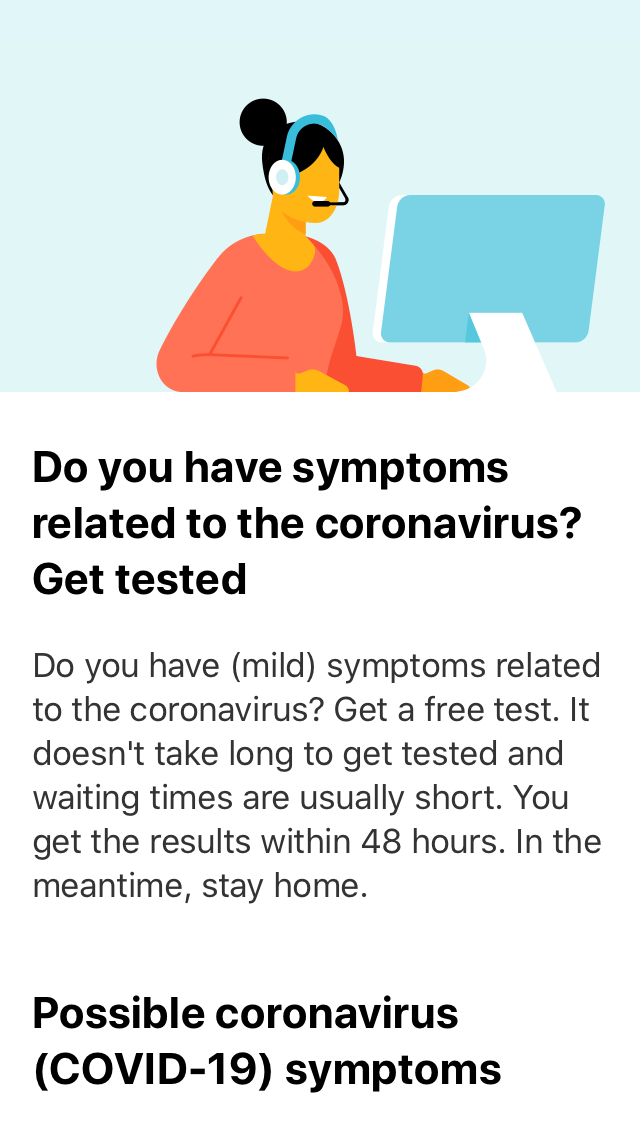 Do you have symptoms
related to the coronavirus?
Get tested
Do you have (mild) symptoms related
to the coronavirus? Get a free test. It
doesn't take long to get tested and
waiting times are usually short. You
get the results within 48 hours. In the
meantime, stay home.
Possible coronavirus
(COVID-19) symptoms